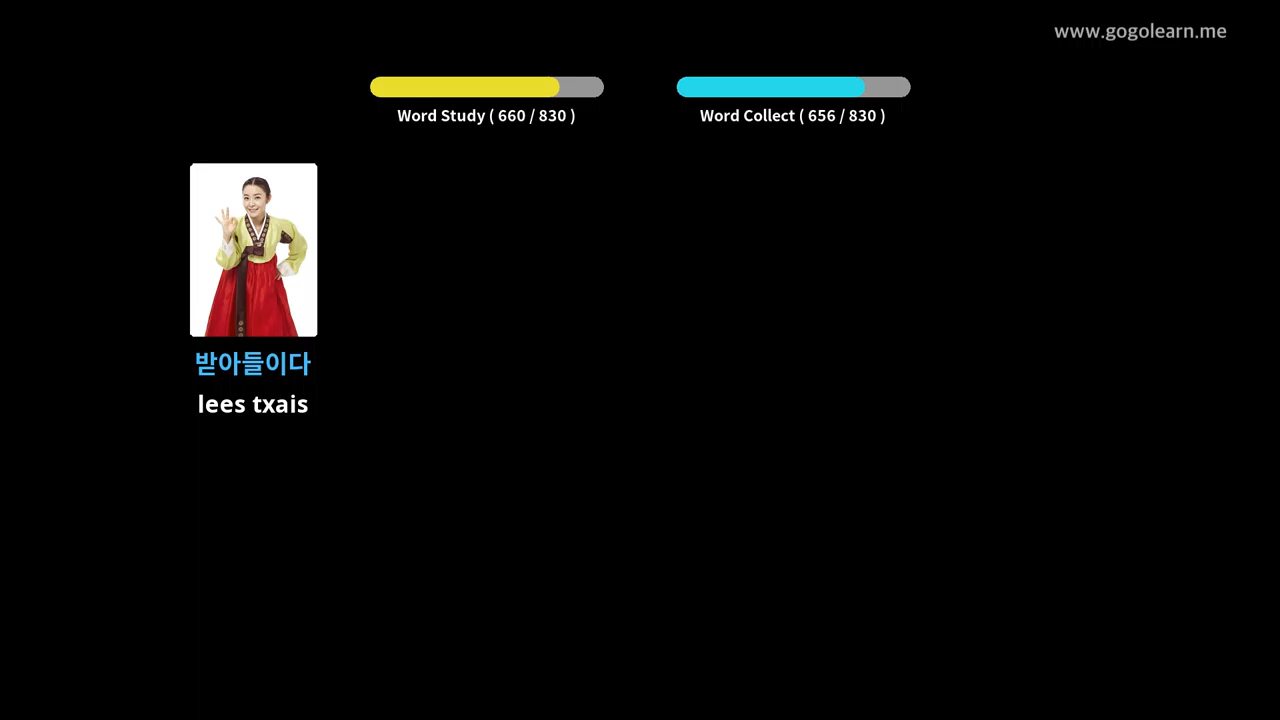 www.gogolearn.me
Word Study ( 660 / 830 )
Word Collect ( 656 / 830 )
받아들이다
lees txais